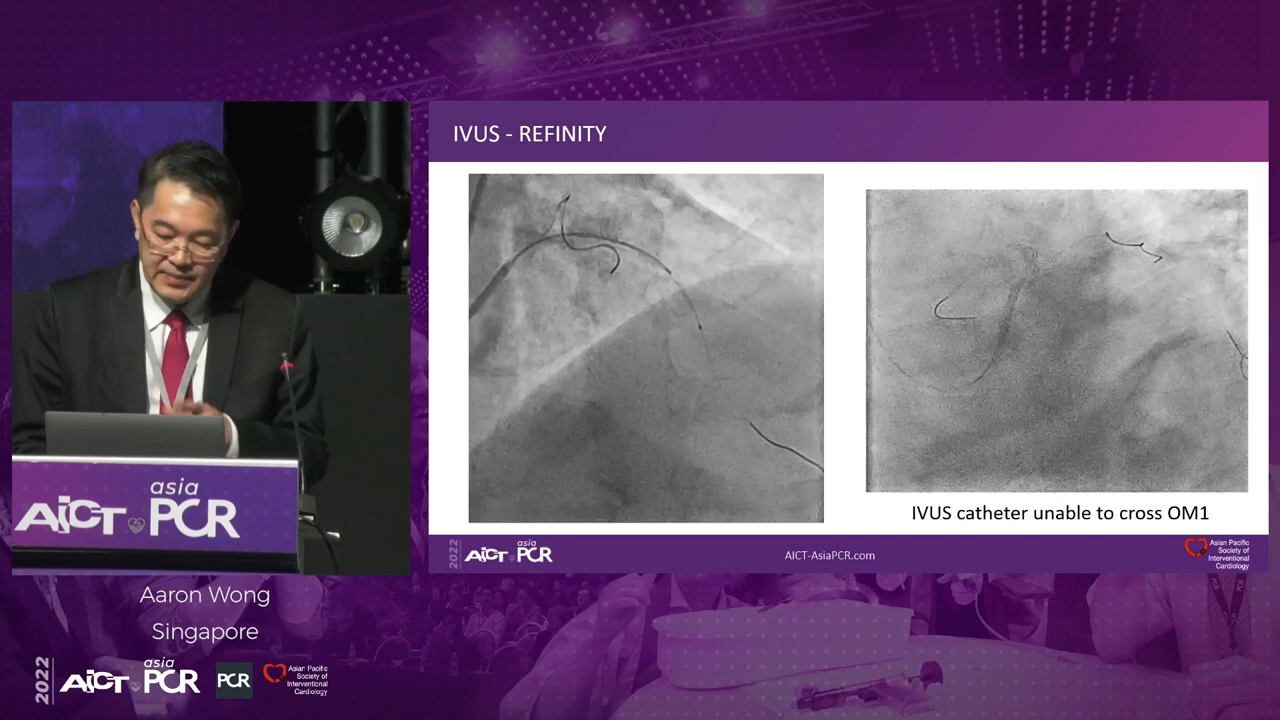 IVUS - REFINITY
IVUS catheter unable to cross OM1
2022 AICT asia PCR
AICT-AsiaPCR.com
Asian Pacific
Society of
Interventional
Cardiology
asia
AICT PCR
Aaron Wong
Singapore
2022 AICT asia PCR
PCR
Asian Pacific
Society of
Interventional
Cardiology